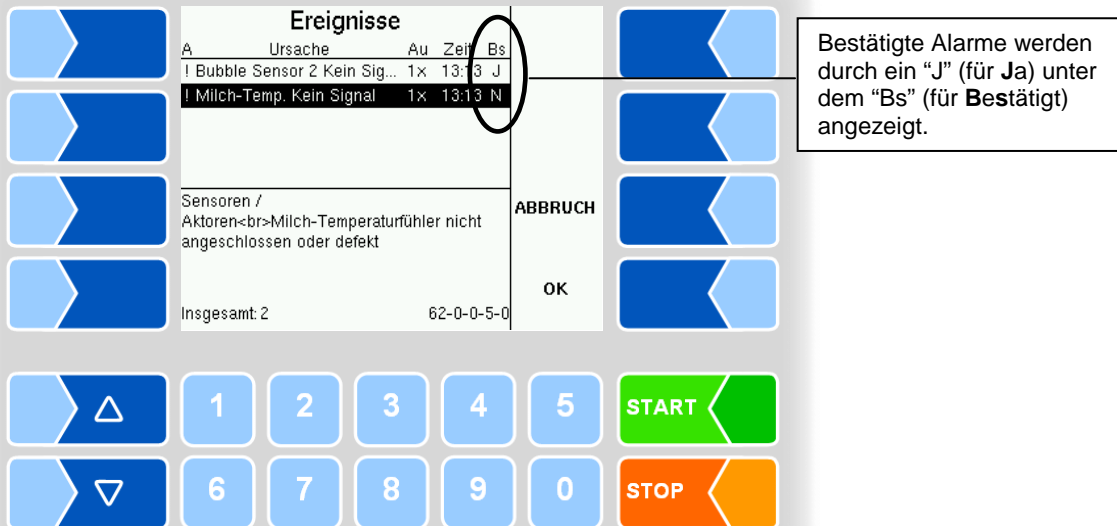 Ereignisse
A Ursache Au Zeit Bs
! Bubble Sensor 2 Kein Sig... 1x 13:13 J
! Milch-Temp. Kein Signal 1x 13:13 N
Sensoren /
Aktoren<br>Milch-Temperaturfühler nicht
angeschlossen oder defekt
Insgesamt: 2 62-0-0-5-0
ABBRUCH
OK
Bestätigte Alarme werden
durch ein “J” (für Ja) unter
dem “Bs” (für Bestätigt)
angezeigt.
1 2 3 4 5 START
6 7 8 9 0 STOP